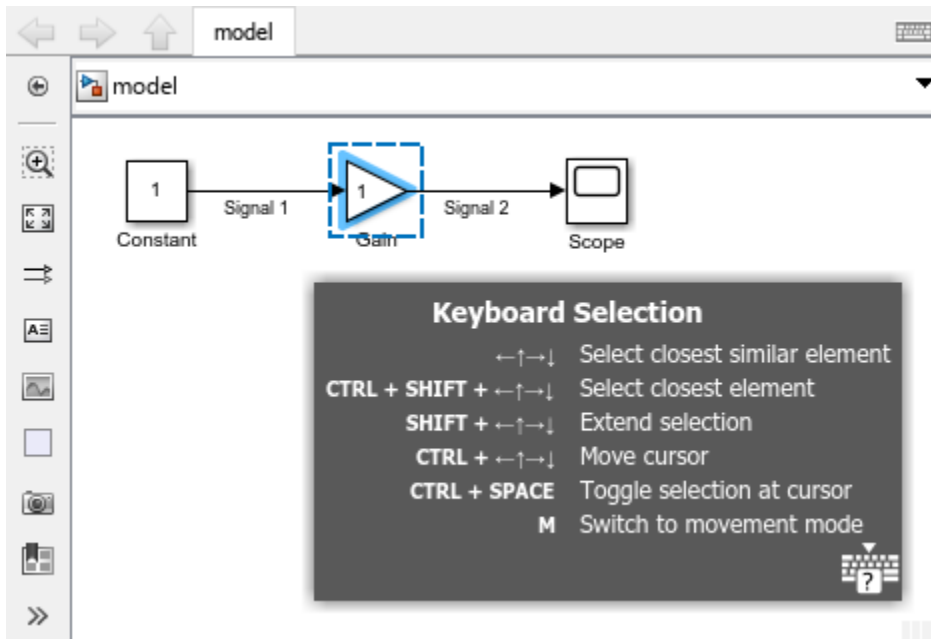 model
model
1
1
Signal 1
Signal 2
Constant
Gain
Scope
Keyboard Selection
←↑→↓ Select closest similar element
CTRL + SHIFT + ←↑→↓ Select closest element
SHIFT + ←↑→↓ Extend selection
CTRL + ←↑→↓ Move cursor
CTRL + SPACE Toggle selection at cursor
M Switch to movement mode
?